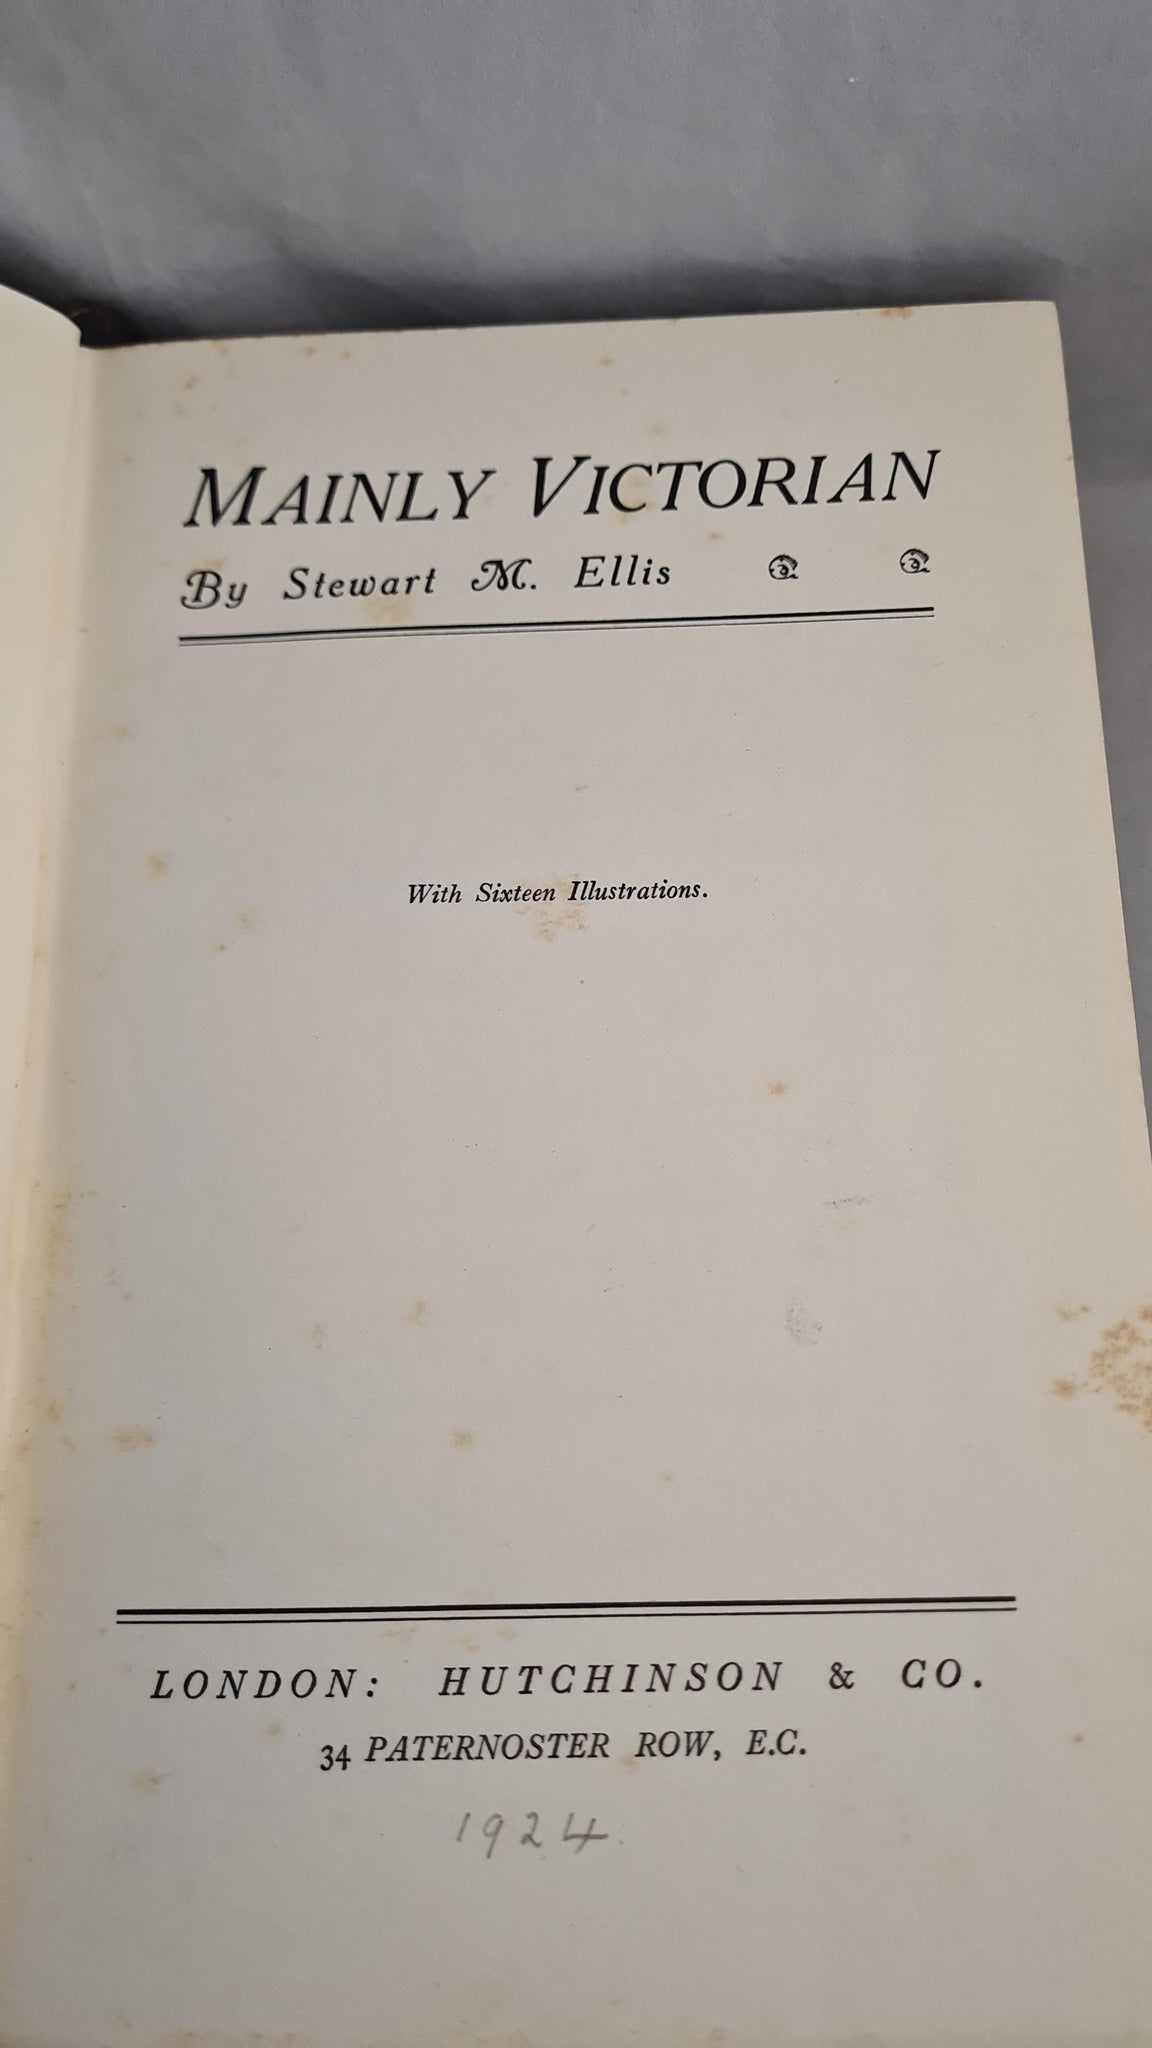 MAINLY VICTORIAN
By Stewart M. Ellis
With Sixteen Illustrations.
LONDON: HUTCHINSON & CO.
34 PATERNOSTER ROW, E.C.
1924.